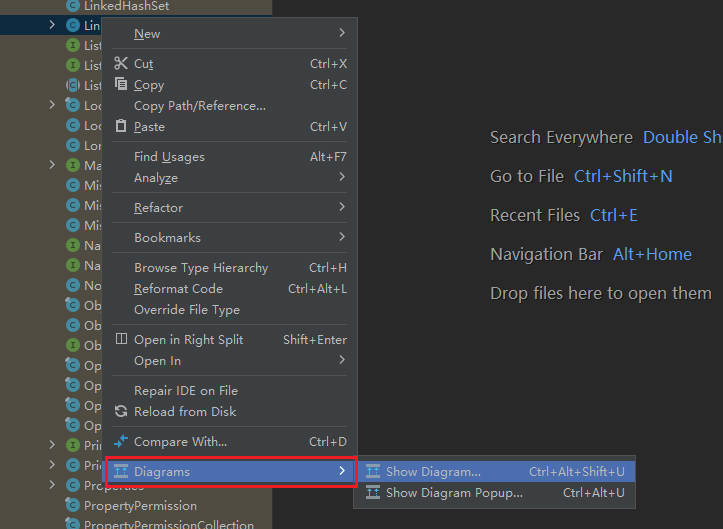 LinkedHashSet
Lin
List
List
List
Loc
Loc
Lon
Ma
Mis
Mis
Mis
Na
Na
No
Ob
Ob
Ob
Op
Op
Op
Op
Prin
Prio
Properties
PropertyPermission
PropertyPermissionCollection
New
Cut Ctrl+X
Copy Ctrl+C
Copy Path/Reference...
Paste Ctrl+V
Find Usages Alt+F7
Analyze
Refactor
Bookmarks
Browse Type Hierarchy Ctrl+H
Reformat Code Ctrl+Alt+L
Override File Type
Open in Right Split Shift+Enter
Open In
Repair IDE on File
Reload from Disk
Compare With... Ctrl+D
Diagrams
Show Diagram... Ctrl+Alt+Shift+U
Show Diagram Popup... Ctrl+Alt+U
Search Everywhere Double Sh
Go to File Ctrl+Shift+N
Recent Files Ctrl+E
Navigation Bar Alt+Home
Drop files here to open them